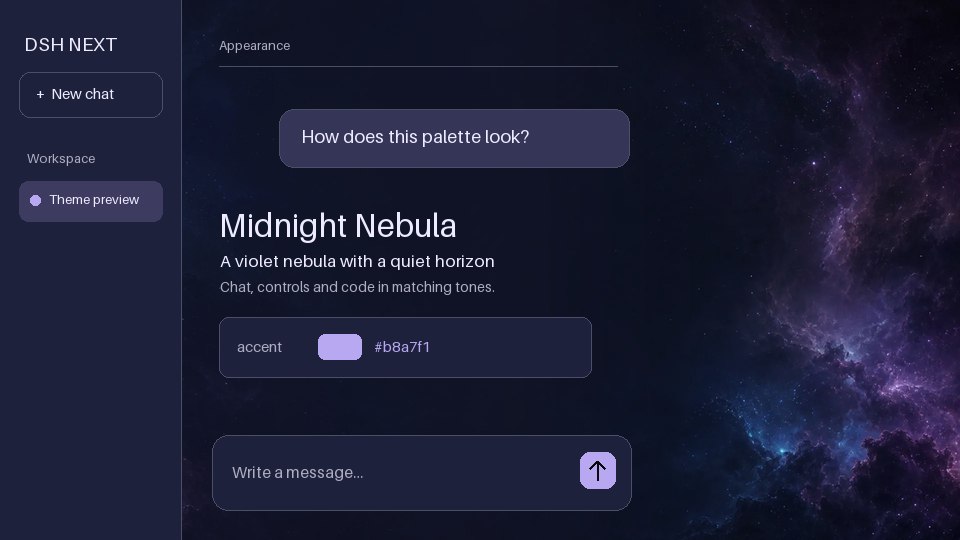 DSH NEXT
+ New chat
Workspace
Theme preview
Appearance
How does this palette look?
Midnight Nebula
A violet nebula with a quiet horizon
Chat, controls and code in matching tones.
accent #b8a7f1
Write a message...